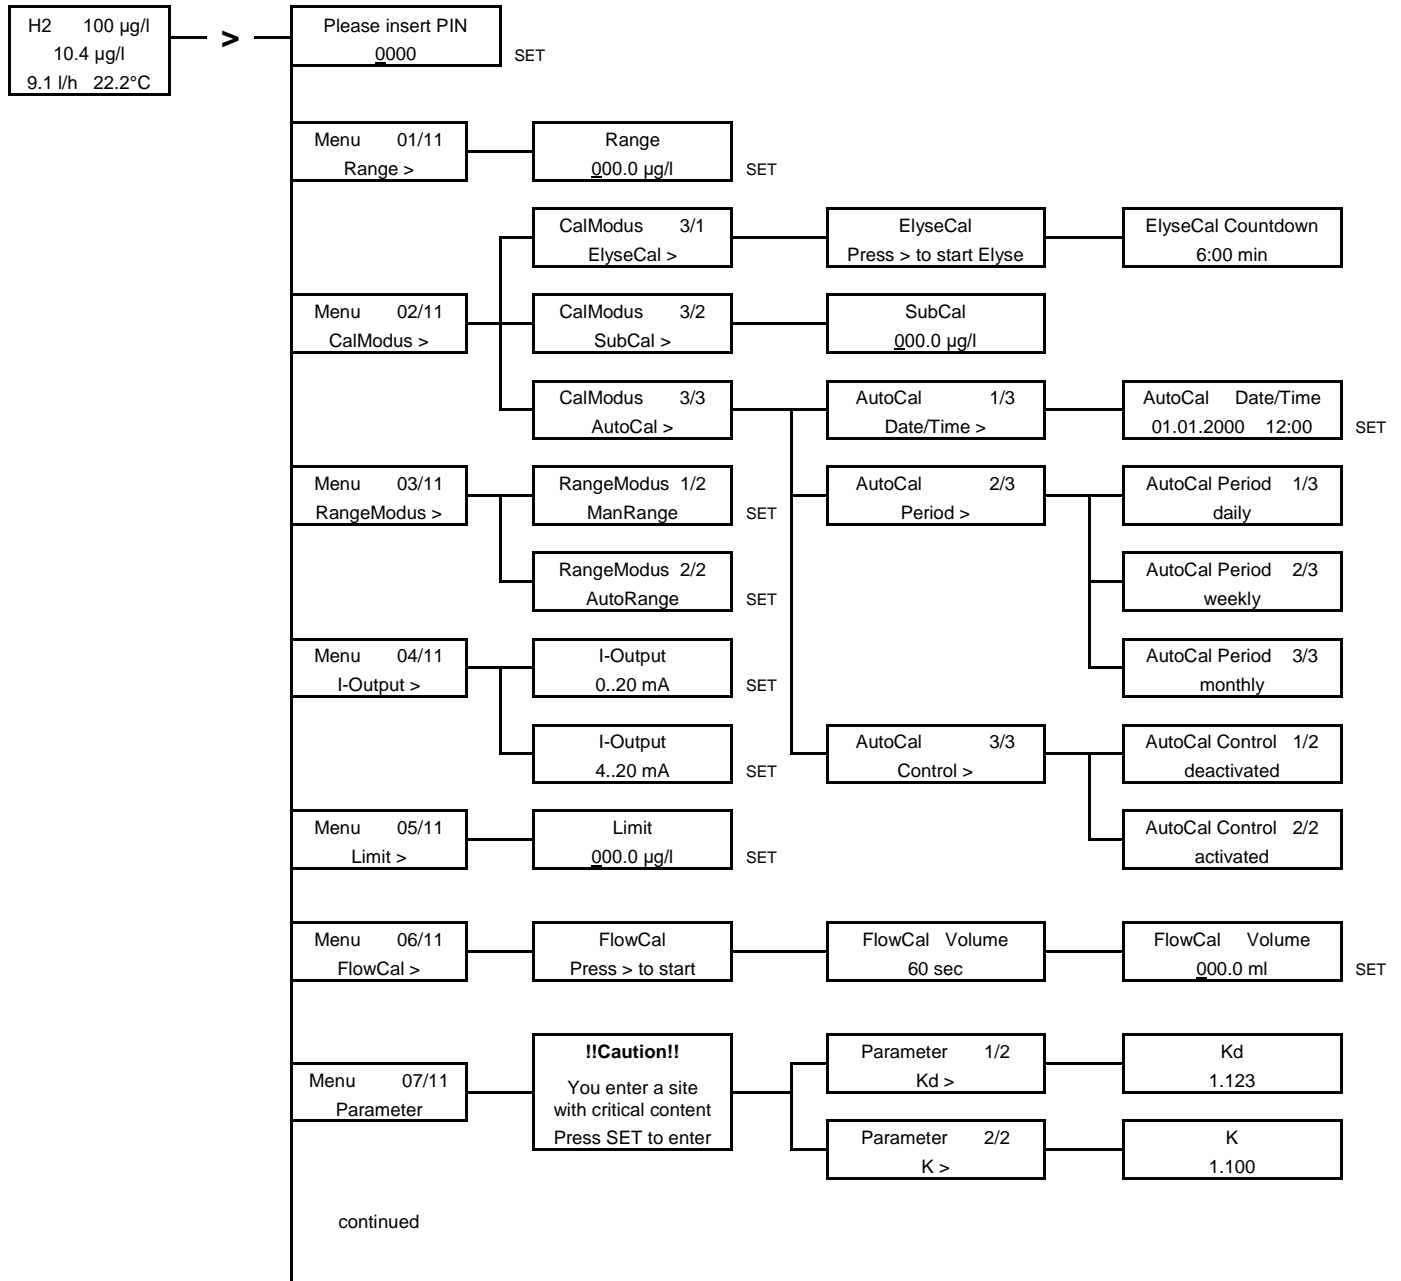 H2 100 µg/l
10.4 µg/l
9.1 l/h 22.2°C
>
Please insert PIN
0000
SET
Menu 01/11
Range >
Range
000.0 µg/l
SET
Menu 02/11
CalModus >
CalModus 3/1
ElyseCal >
ElyseCal
Press > to start Elyse
ElyseCal Countdown
6:00 min
CalModus 3/2
SubCal >
SubCal
000.0 µg/l
CalModus 3/3
AutoCal >
AutoCal 1/3
Date/Time >
AutoCal Date/Time
01.01.2000 12:00
SET
AutoCal 2/3
Period >
AutoCal Period 1/3
daily
AutoCal Period 2/3
weekly
AutoCal Period 3/3
monthly
AutoCal 3/3
Control >
AutoCal Control 1/2
deactivated
AutoCal Control 2/2
activated
Menu 03/11
RangeModus >
RangeModus 1/2
ManRange
SET
RangeModus 2/2
AutoRange
SET
Menu 04/11
I-Output >
I-Output
0..20 mA
SET
I-Output
4..20 mA
SET
Menu 05/11
Limit >
Limit
000.0 µg/l
SET
Menu 06/11
FlowCal >
FlowCal
Press > to start
FlowCal Volume
60 sec
FlowCal Volume
000.0 ml
SET
Menu 07/11
Parameter
!!Caution!!
You enter a site
with critical content
Press SET to enter
Parameter 1/2
Kd >
Kd
1.123
Parameter 2/2
K >
K
1.100
continued